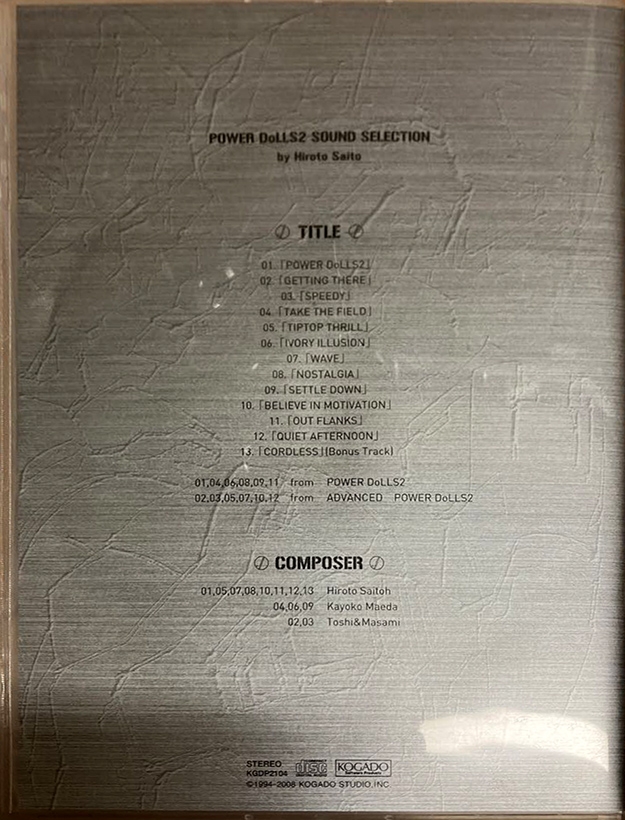 POWER DoLLS2 SOUND SELECTION
by Hiroto Saito
TITLE
01.「POWER DoLLS2」
02.「GETTING THERE」
03.「SPEEDY」
04.「TAKE THE FIELD」
05.「TIPTOP THRILL」
06.「IVORY ILLUSION」
07.「WAVE」
08.「NOSTALGIA」
09.「SETTLE DOWN」
10.「BELIEVE IN MOTIVATION」
11.「OUT FLANKS」
12.「QUIET AFTERNOON」
13.「CORDLESS」(Bonus Track)
01,04,06,08,09,11 from POWER DoLLS2
02,03,05,07,10,12 from ADVANCED POWER DoLLS2
COMPOSER
01,05,07,08,10,11,12,13 Hiroto Saitoh
04,06,09 Kayoko Maeda
02,03 Toshi&Masami
STEREO
KGDP2104 disc KOGADO
Software Products
©1994-2006 KOGADO STUDIO,INC